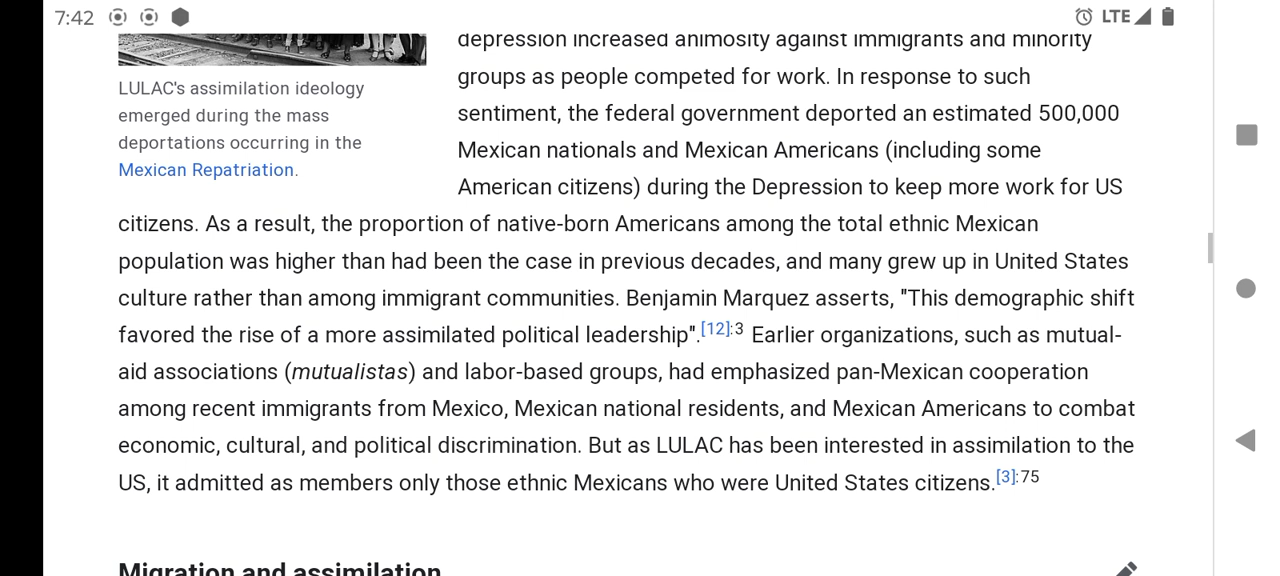 7:42
LTE
depression increased animosity against immigrants and minority
groups as people competed for work. In response to such
sentiment, the federal government deported an estimated 500,000
Mexican nationals and Mexican Americans (including some
American citizens) during the Depression to keep more work for US
LULAC's assimilation ideology
emerged during the mass
deportations occurring in the
Mexican Repatriation.
citizens. As a result, the proportion of native-born Americans among the total ethnic Mexican
population was higher than had been the case in previous decades, and many grew up in United States
culture rather than among immigrant communities. Benjamin Marquez asserts, "This demographic shift
favored the rise of a more assimilated political leadership".[12]:3 Earlier organizations, such as mutual-
aid associations (mutualistas) and labor-based groups, had emphasized pan-Mexican cooperation
among recent immigrants from Mexico, Mexican national residents, and Mexican Americans to combat
economic, cultural, and political discrimination. But as LULAC has been interested in assimilation to the
US, it admitted as members only those ethnic Mexicans who were United States citizens.[3]:75
Migration and assimilation